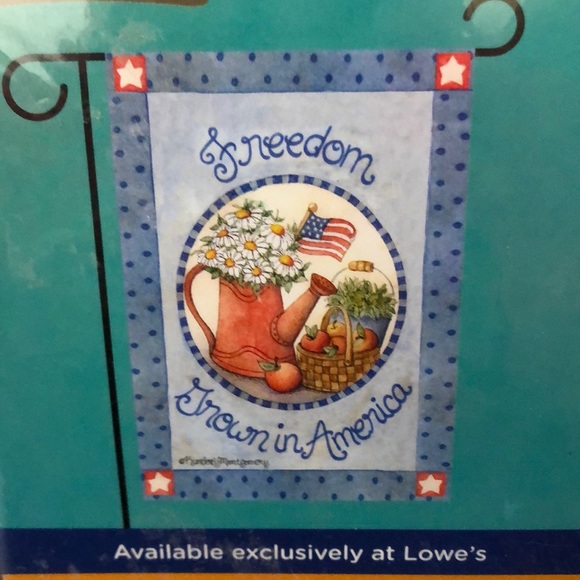 Freedom
Grown in America
Available exclusively at Lowe's